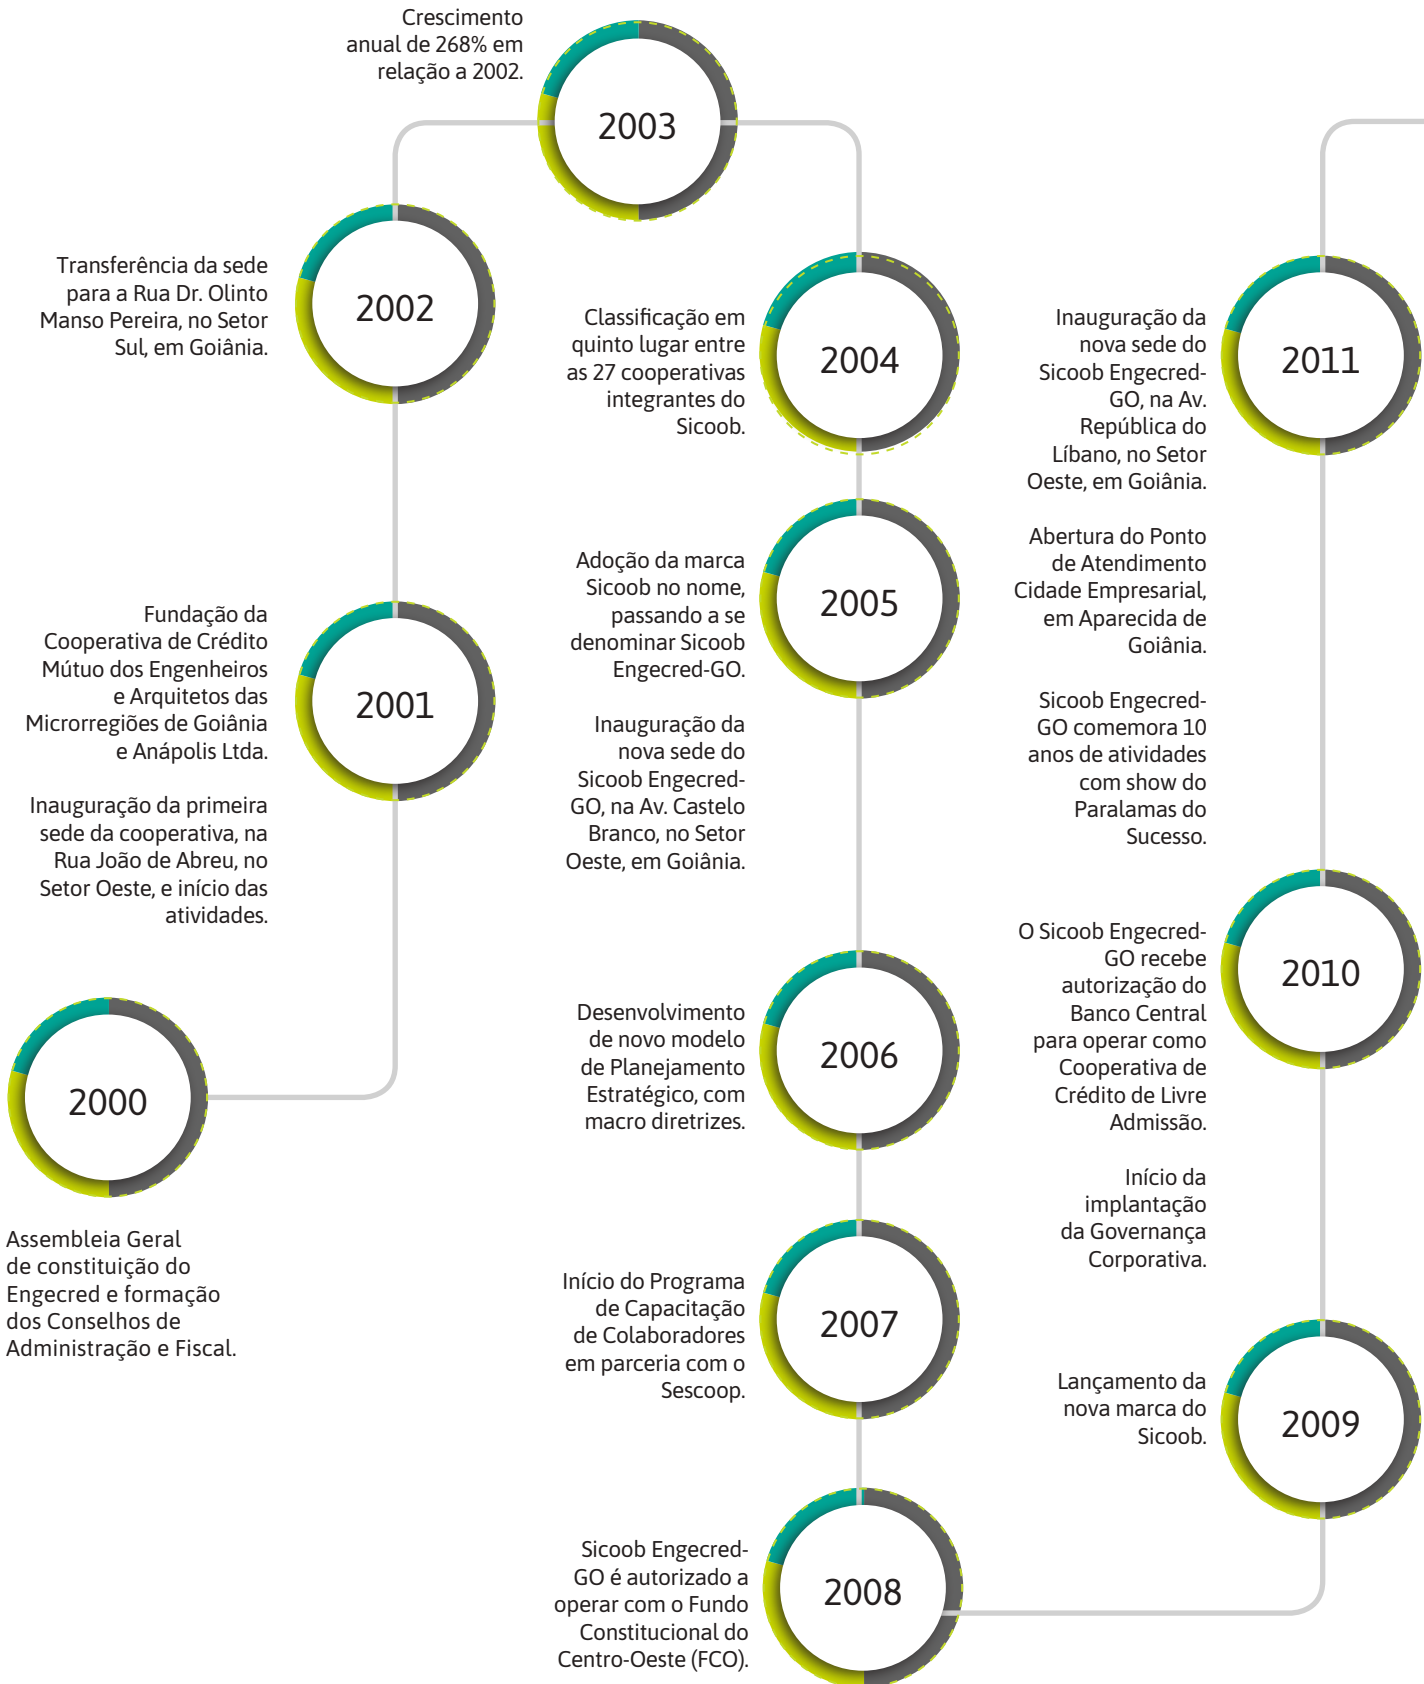 2000
Assembleia Geral
de constituição do
Engecred e formação
dos Conselhos de
Administração e Fiscal.
2001
Fundação da
Cooperativa de Crédito
Mútuo dos Engenheiros
e Arquitetos das
Microrregiões de Goiânia
e Anápolis Ltda.
Inauguração da primeira
sede da cooperativa, na
Rua João de Abreu, no
Setor Oeste, e início das
atividades.
2002
Transferência da sede
para a Rua Dr. Olinto
Manso Pereira, no Setor
Sul, em Goiânia.
2003
Crescimento
anual de 268% em
relação a 2002.
2004
Classificação em
quinto lugar entre
as 27 cooperativas
integrantes do
Sicoob.
2005
Adoção da marca
Sicoob no nome,
passando a se
denominar Sicoob
Engecred-GO.
Inauguração da
nova sede do
Sicoob Engecred-
GO, na Av. Castelo
Branco, no Setor
Oeste, em Goiânia.
2006
Desenvolvimento
de novo modelo
de Planejamento
Estratégico, com
macro diretrizes.
2007
Início do Programa
de Capacitação
de Colaboradores
em parceria com o
Sescoop.
2008
Sicoob Engecred-
GO é autorizado a
operar com o Fundo
Constitucional do
Centro-Oeste (FCO).
2009
Lançamento da
nova marca do
Sicoob.
2010
O Sicoob Engecred-
GO recebe
autorização do
Banco Central
para operar como
Cooperativa de
Crédito de Livre
Admissão.
Início da
implantação
da Governança
Corporativa.
2011
Inauguração da
nova sede do
Sicoob Engecred-
GO, na Av.
República do
Líbano, no Setor
Oeste, em Goiânia.
Abertura do Ponto
de Atendimento
Cidade Empresarial,
em Aparecida de
Goiânia.
Sicoob Engecred-
GO comemora 10
anos de atividades
com show do
Paralamas do
Sucesso.